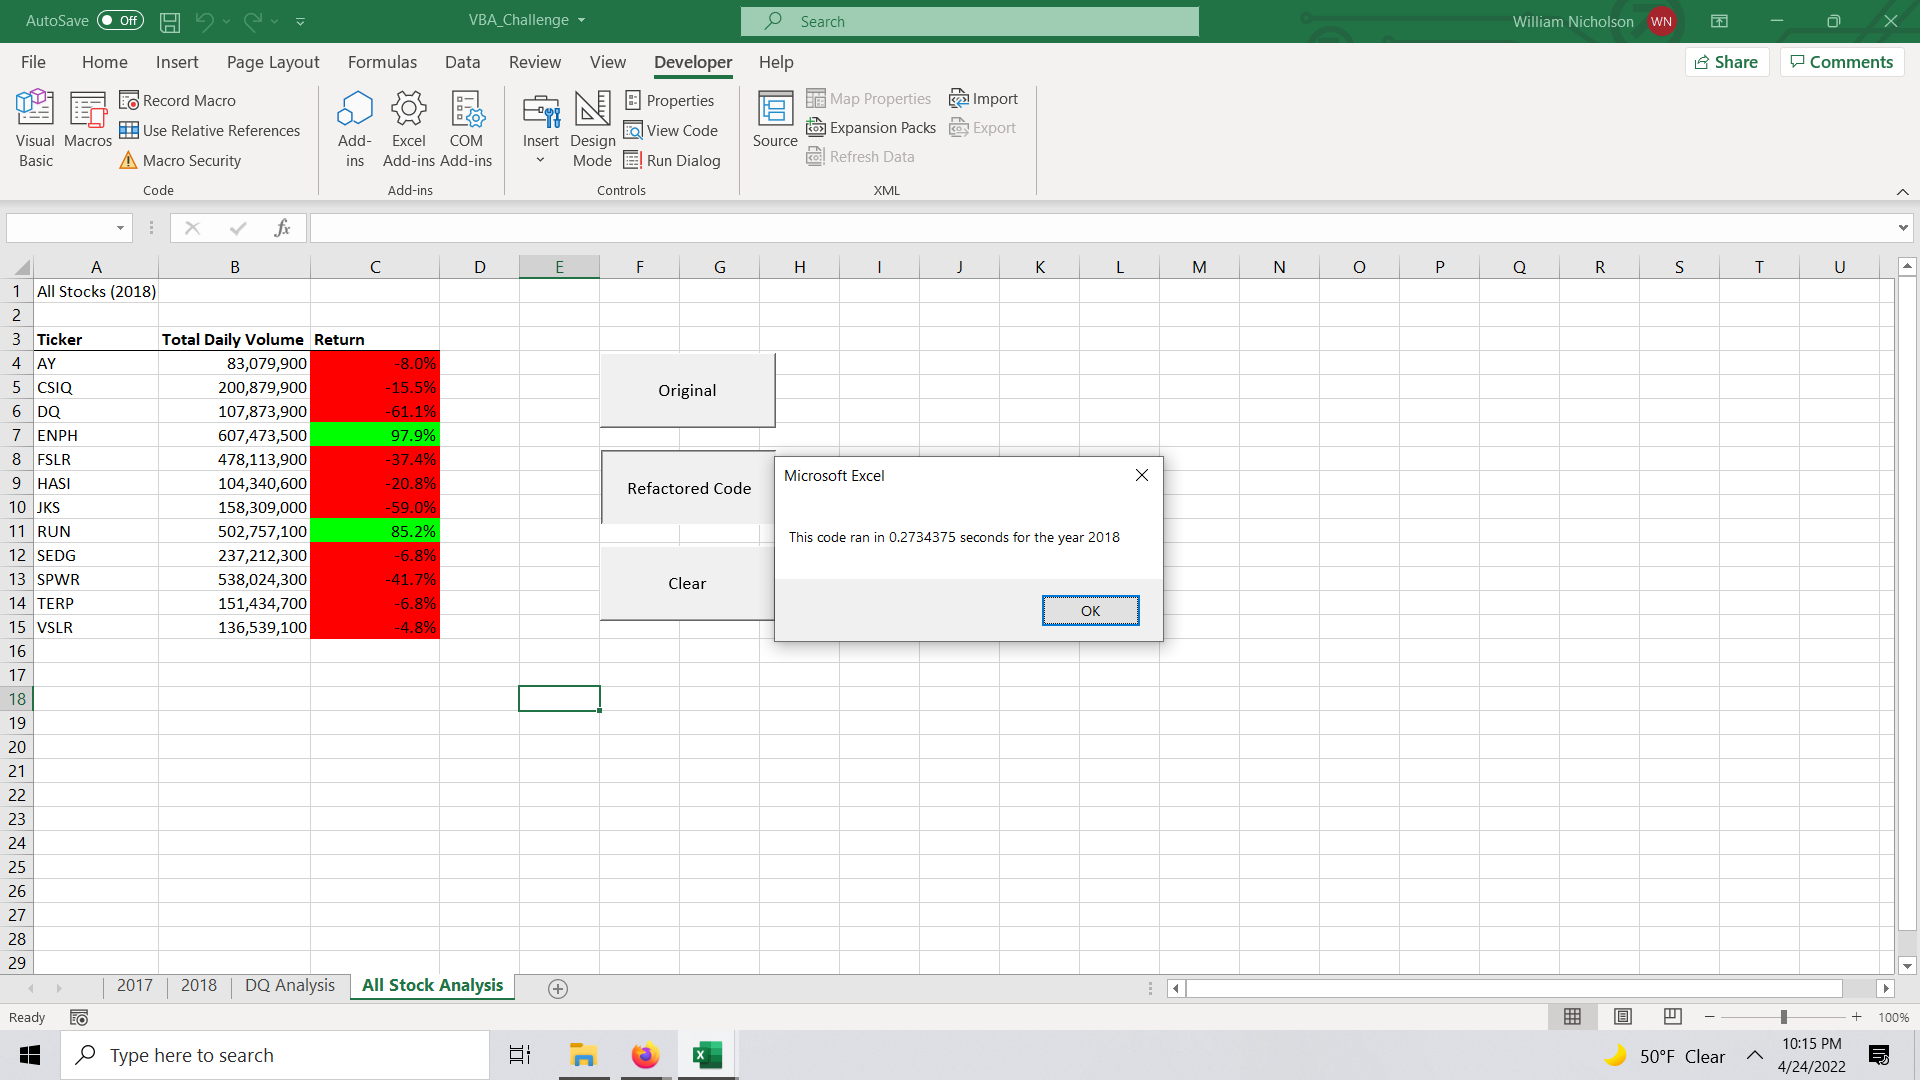 AutoSave Off VBA_Challenge Search William Nicholson WN
File Home Insert Page Layout Formulas Data Review View Developer Help Share Comments
Visual Basic
Macros
Record Macro
Use Relative References
Macro Security
Code
Add-ins
Excel Add-ins
COM Add-ins
Add-ins
Insert
Design Mode
Properties
View Code
Run Dialog
Controls
Source
Map Properties
Expansion Packs
Refresh Data
Import
Export
XML
fx
A B C D E F G H I J K L M N O P Q R S T U
1 All Stocks (2018)
2
3 Ticker Total Daily Volume Return
4 AY 83,079,900 -8.0%
5 CSIQ 200,879,900 -15.5%
6 DQ 107,873,900 -61.1%
7 ENPH 607,473,500 97.9%
8 FSLR 478,113,900 -37.4%
9 HASI 104,340,600 -20.8%
10 JKS 158,309,000 -59.0%
11 RUN 502,757,100 85.2%
12 SEDG 237,212,300 -6.8%
13 SPWR 538,024,300 -41.7%
14 TERP 151,434,700 -6.8%
15 VSLR 136,539,100 -4.8%
16
17
18
19
20
21
22
23
24
25
26
27
28
29
Original
Refactored Code
Clear
Microsoft Excel
This code ran in 0.2734375 seconds for the year 2018
OK
2017 2018 DQ Analysis All Stock Analysis
Ready 100%
Type here to search 50°F Clear 10:15 PM
4/24/2022